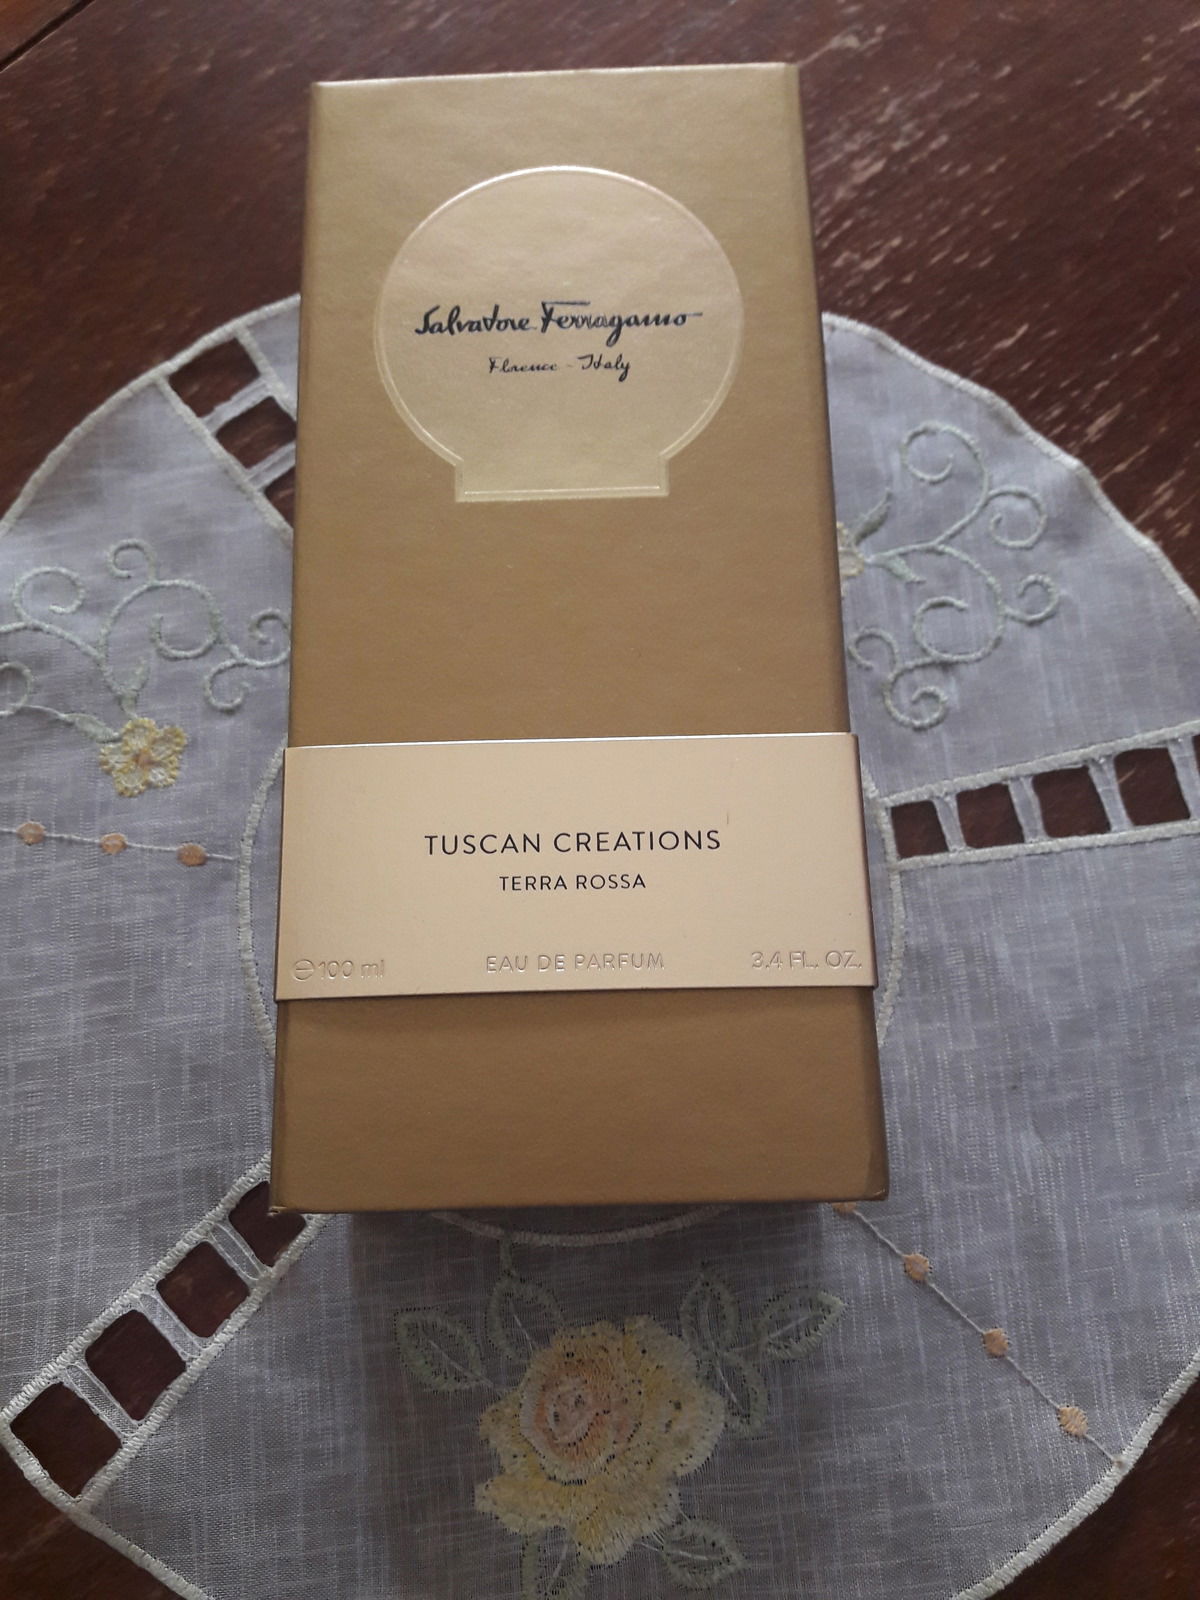 Salvatore Ferragamo
Florence - Italy
TUSCAN CREATIONS
TERRA ROSSA
℮ 100 ml EAU DE PARFUM 3.4 FL. OZ.